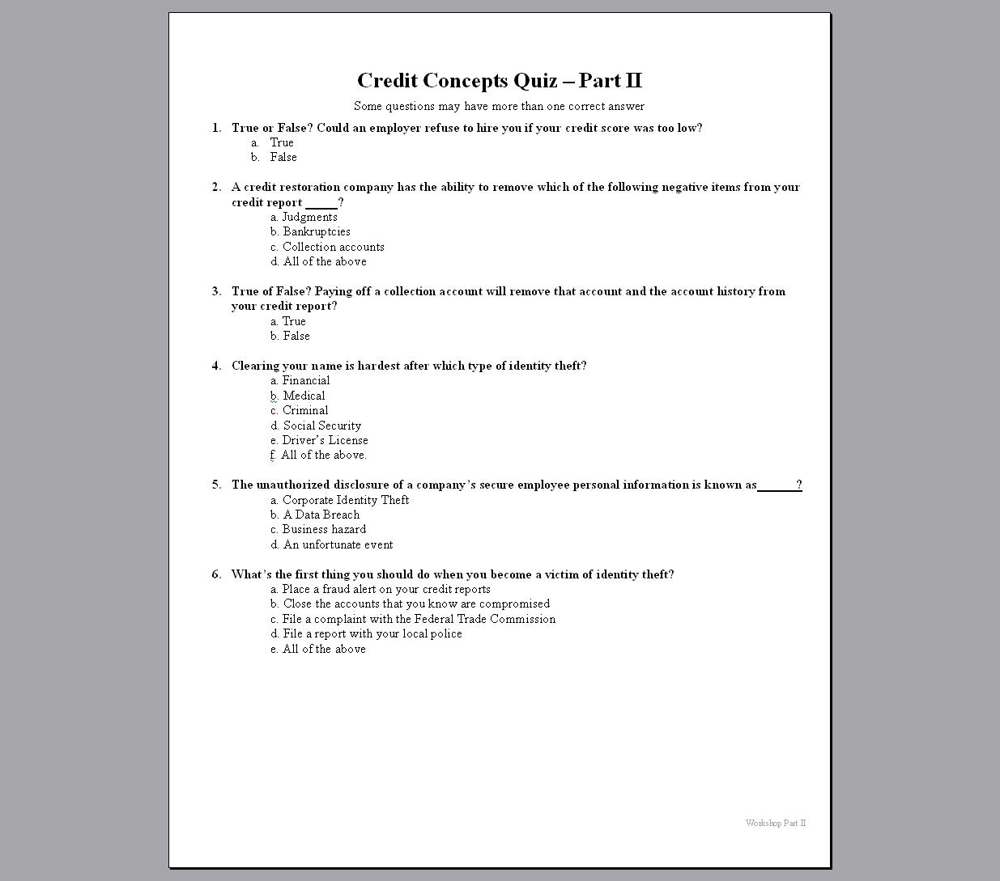 Credit Concepts Quiz – Part II
Some questions may have more than one correct answer
1. True or False? Could an employer refuse to hire you if your credit score was too low?
a. True
b. False
2. A credit restoration company has the ability to remove which of the following negative items from your
credit report _____?
a. Judgments
b. Bankruptcies
c. Collection accounts
d. All of the above
3. True of False? Paying off a collection account will remove that account and the account history from
your credit report?
a. True
b. False
4. Clearing your name is hardest after which type of identity theft?
a. Financial
b. Medical
c. Criminal
d. Social Security
e. Driver’s License
f. All of the above.
5. The unauthorized disclosure of a company’s secure employee personal information is known as______?
a. Corporate Identity Theft
b. A Data Breach
c. Business hazard
d. An unfortunate event
6. What’s the first thing you should do when you become a victim of identity theft?
a. Place a fraud alert on your credit reports
b. Close the accounts that you know are compromised
c. File a complaint with the Federal Trade Commission
d. File a report with your local police
e. All of the above
Workshop Part II